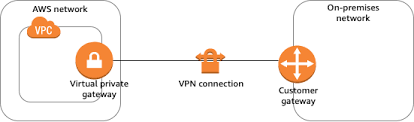 AWS network
VPC
Virtual private
gateway
VPN connection
On-premises
network
Customer
gateway